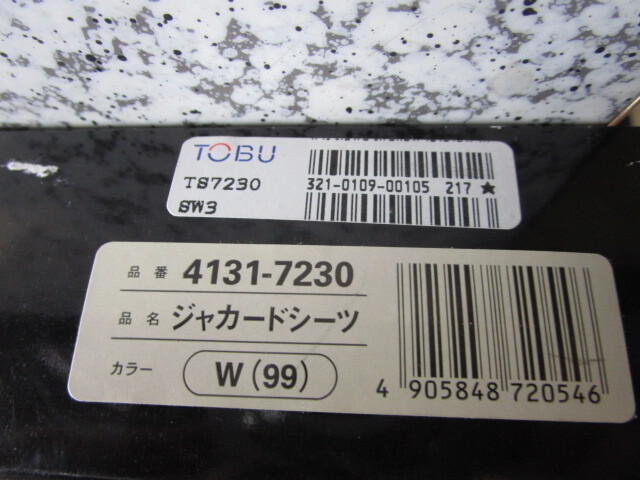 TOBU
TS7230
321-0109-00105 217 ★
SW3
品番 4131-7230
品名 ジャカードシーツ
カラー W(99)
4 905848 720546